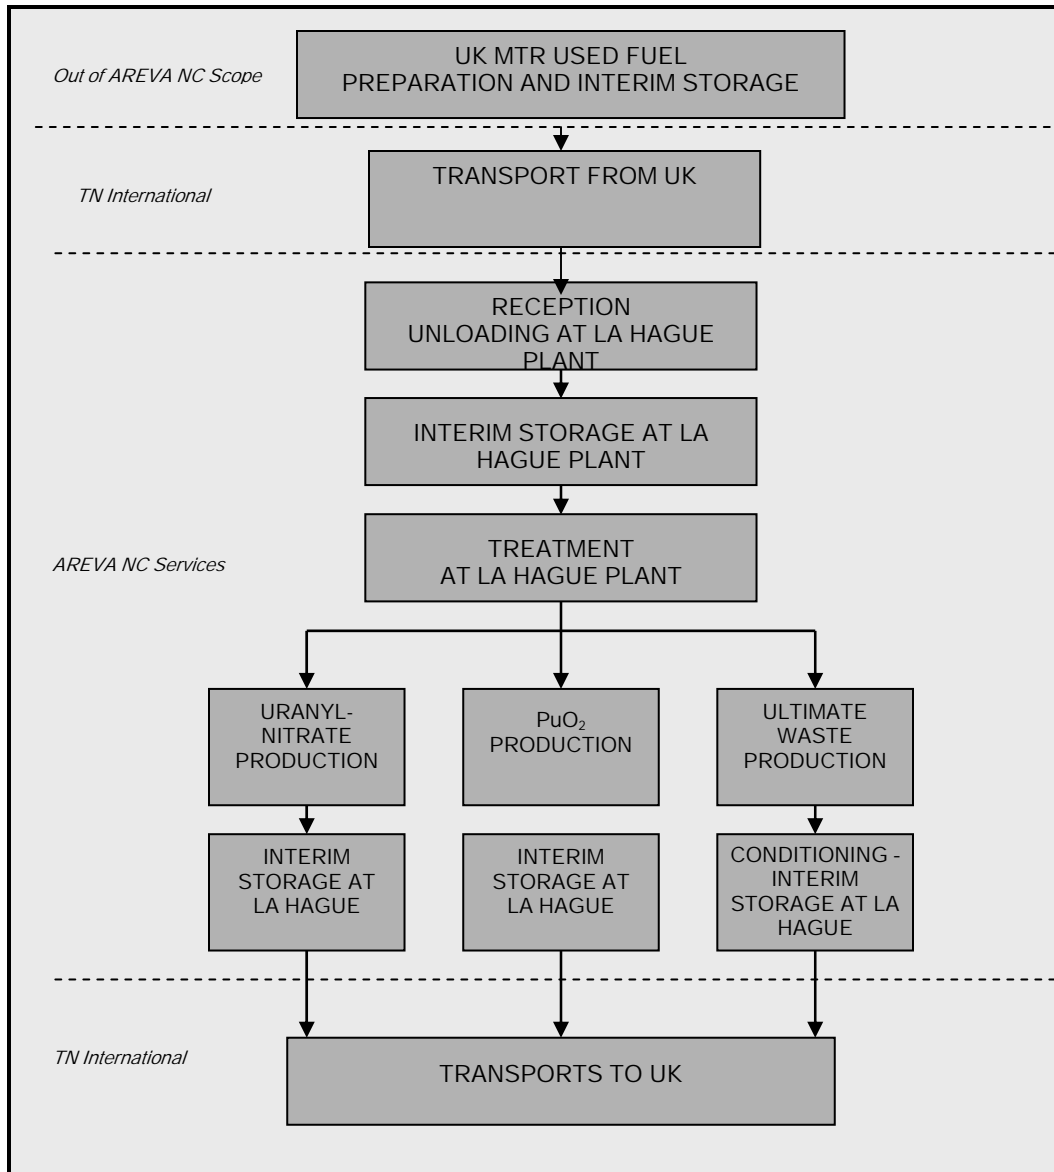 Out of AREVA NC Scope
UK MTR USED FUEL
PREPARATION AND INTERIM STORAGE
TN International
TRANSPORT FROM UK
RECEPTION
UNLOADING AT LA HAGUE
PLANT
INTERIM STORAGE AT LA
HAGUE PLANT
AREVA NC Services
TREATMENT
AT LA HAGUE PLANT
URANYL-
NITRATE
PRODUCTION
PuO₂
PRODUCTION
ULTIMATE
WASTE
PRODUCTION
INTERIM
STORAGE AT
LA HAGUE
INTERIM
STORAGE AT
LA HAGUE
CONDITIONING -
INTERIM
STORAGE AT LA
HAGUE
TN International
TRANSPORTS TO UK